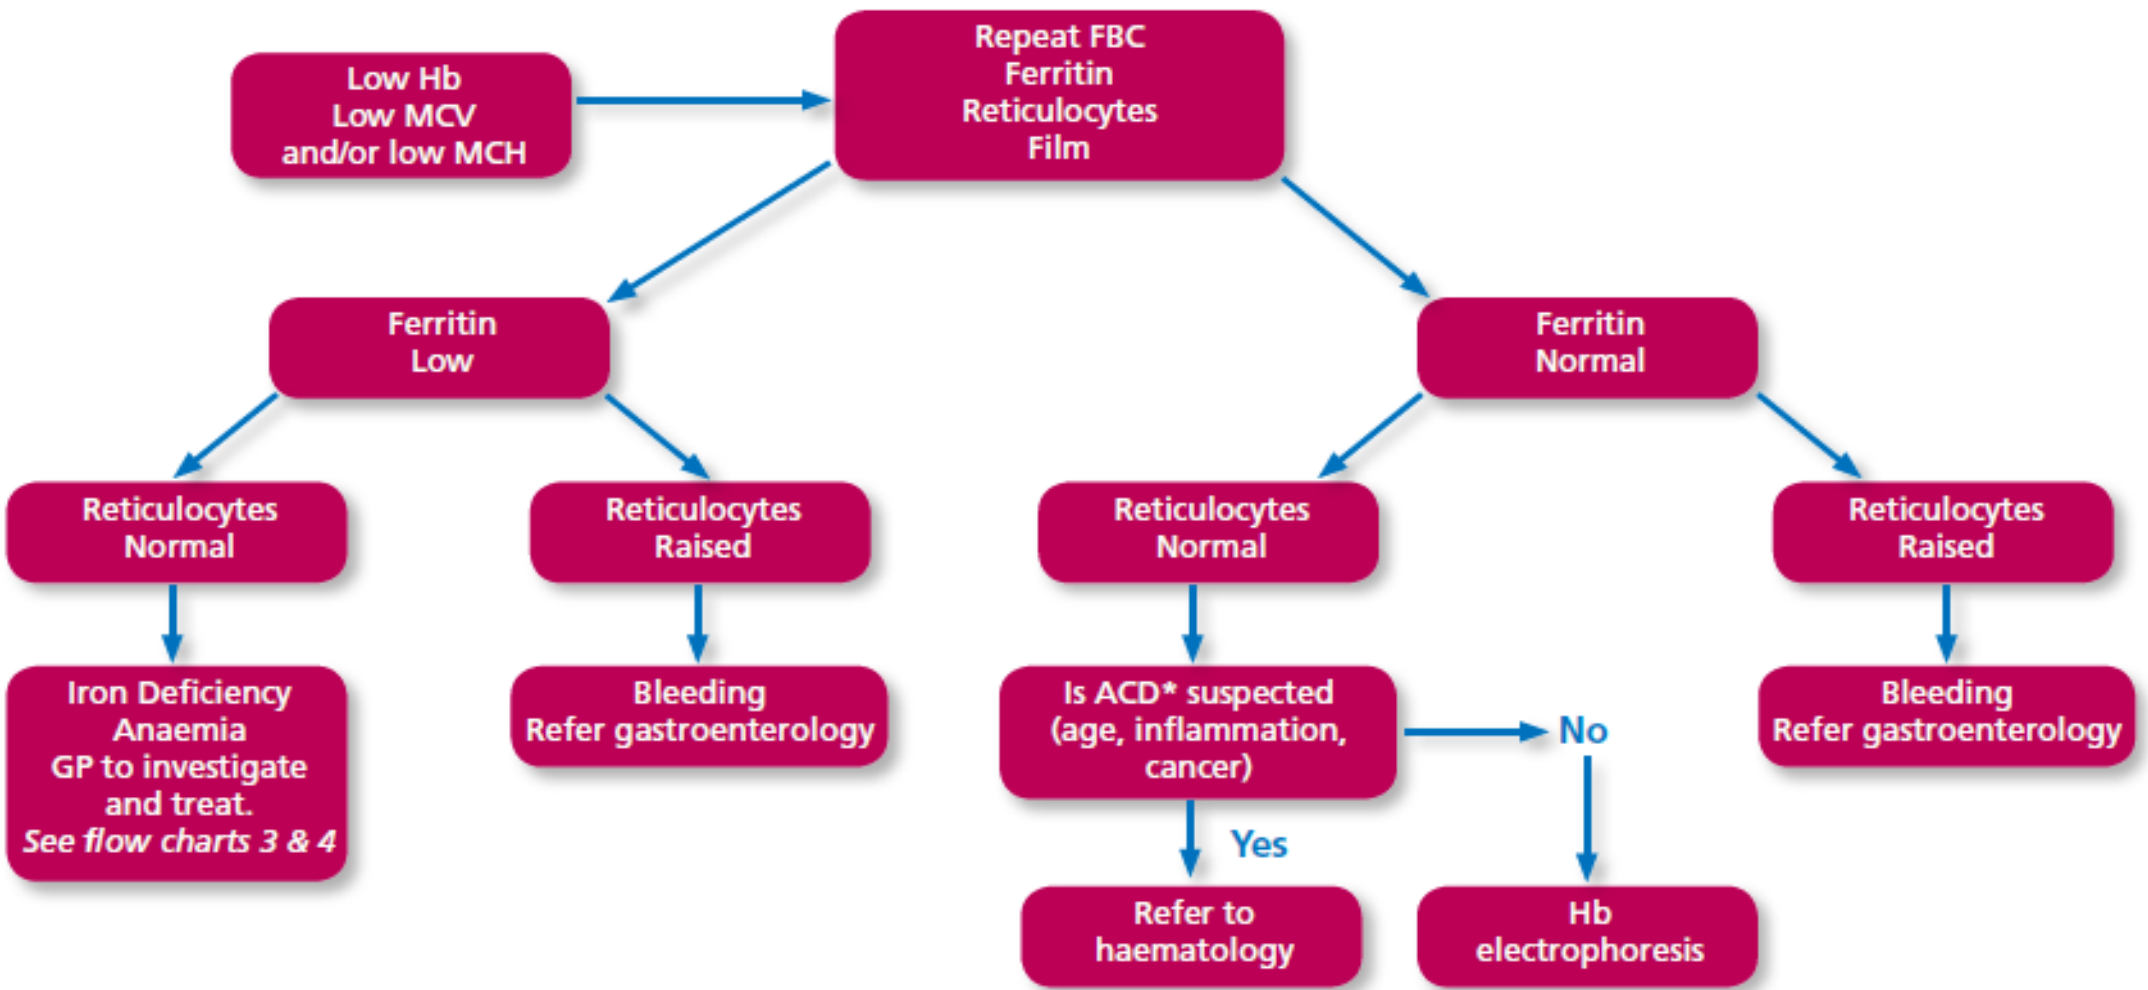 Low Hb
Low MCV
and/or low MCH
Repeat FBC
Ferritin
Reticulocytes
Film
Ferritin
Low
Ferritin
Normal
Reticulocytes
Normal
Reticulocytes
Raised
Reticulocytes
Normal
Reticulocytes
Raised
Iron Deficiency
Anaemia
GP to investigate
and treat.
See flow charts 3 & 4
Bleeding
Refer gastroenterology
Is ACD* suspected
(age, inflammation,
cancer)
No
Bleeding
Refer gastroenterology
Yes
Refer to
haematology
Hb
electrophoresis